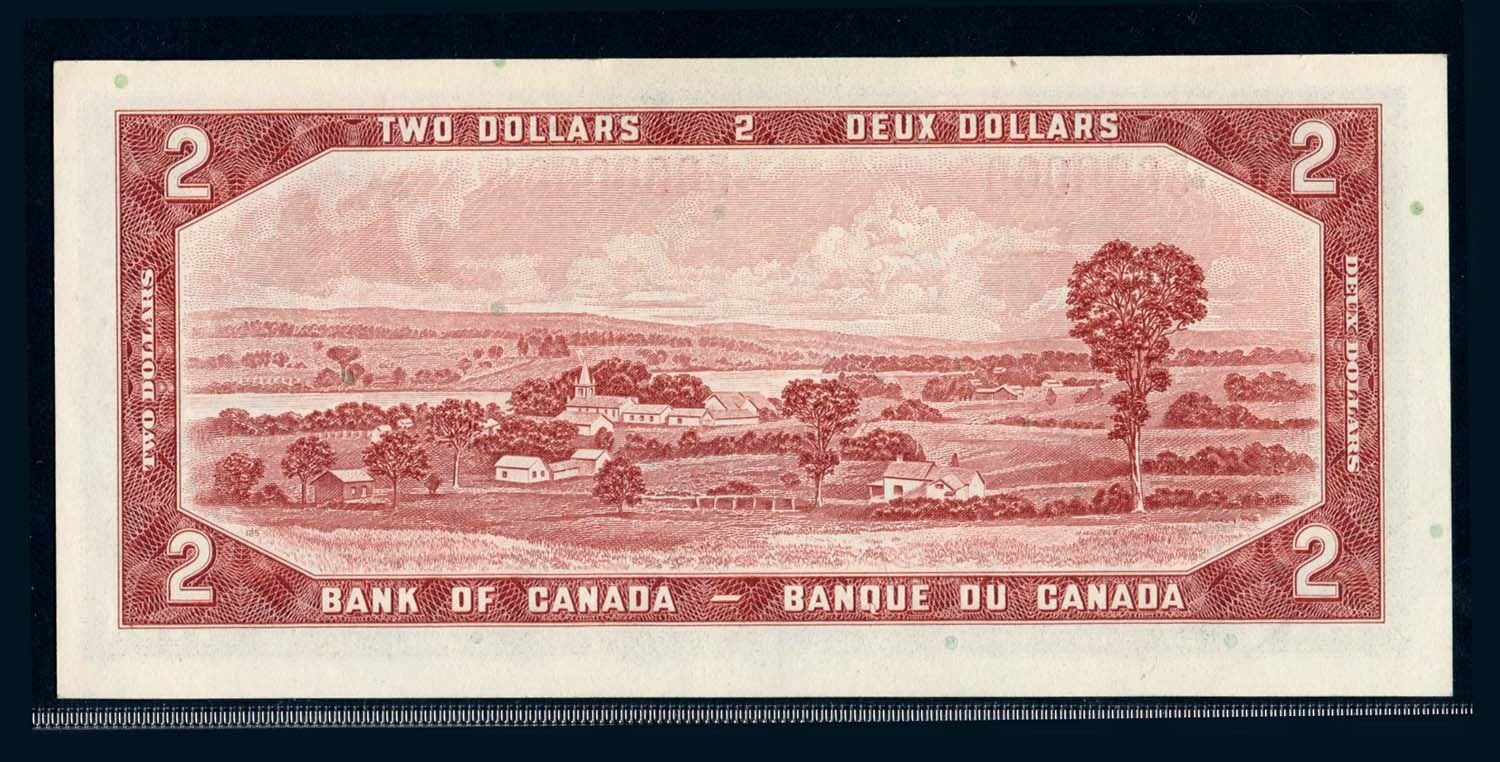 2 TWO DOLLARS 2 DEUX DOLLARS 2
TWO DOLLARS
DEUX DOLLARS
185
2 BANK OF CANADA – BANQUE DU CANADA 2